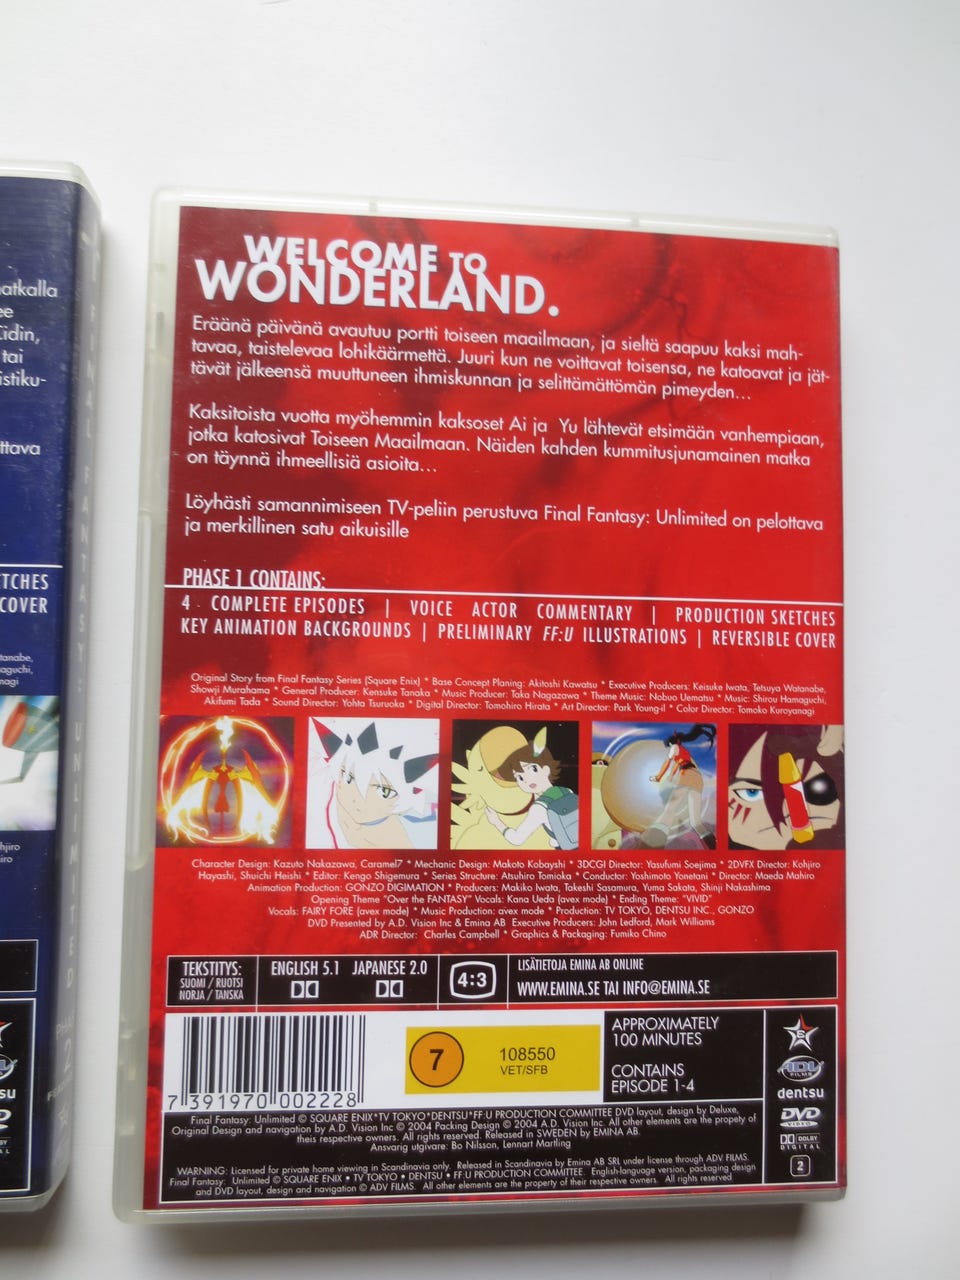 atkalla
ee
Cidin,
tai
istiku-
ttava
ETCHES
COVER
atanabe,
aguchi,
nagi
hjiro
iro
FINAL FANTASY: UNLIMITED
PHASE
2
WELCOME TO
WONDERLAND.
Eräänä päivänä avautuu portti toiseen maailmaan, ja sieltä saapuu kaksi mah-
tavaa, taistelevaa lohikäärmettä. Juuri kun ne voittavat toisensa, ne katoavat ja jät-
tävät jälkeensä muuttuneen ihmiskunnan ja selittämättömän pimeyden...
Kaksitoista vuotta myöhemmin kaksoset Ai ja Yu lähtevät etsimään vanhempiaan,
jotka katosivat Toiseen Maailmaan. Näiden kahden kummitusjunamainen matka
on täynnä ihmeellisiä asioita...
Löyhästi samannimiseen TV-peliin perustuva Final Fantasy: Unlimited on pelottava
ja merkillinen satu aikuisille
PHASE 1 CONTAINS:
4 COMPLETE EPISODES | VOICE ACTOR COMMENTARY | PRODUCTION SKETCHES
KEY ANIMATION BACKGROUNDS | PRELIMINARY FF:U ILLUSTRATIONS | REVERSIBLE COVER
Original Story from Final Fantasy Series (Square Enix) * Base Concept Planing: Akitoshi Kawatsu * Executive Producers: Keisuke Iwata, Tetsuya Watanabe,
Showji Murahama * General Producer: Kensuke Tanaka * Music Producer: Taka Nagazawa * Theme Music: Nobuo Uematsu * Music: Shirou Hamaguchi,
Akifumi Tada * Sound Director: Yohta Tsuruoka * Digital Director: Tomohiro Hirata * Art Director: Park Young-il * Color Director: Tomoko Kuroyanagi
Character Design: Kazuto Nakazawa, Caramel7 * Mechanic Design: Makoto Kobayshi * 3DCGI Director: Yasufumi Soejima * 2DVFX Director: Kohjiro
Hayashi, Shuichi Heishi * Editor: Kengo Shigemura * Series Structure: Atsuhiro Tomioka * Conductor: Yoshimoto Yonetani * Director: Maeda Mahiro
Animation Production: GONZO DIGIMATION * Producers: Makiko Iwata, Takeshi Sasamura, Yuma Sakata, Shinji Nakashima
Opening Theme "Over the FANTASY" Vocals: Kana Ueda (avex mode) * Ending Theme: "VIVID"
Vocals: FAIRY FORE (avex mode) * Music Production: avex mode * Production: TV TOKYO, DENTSU INC., GONZO
DVD Presented by A.D. Vision Inc & Emina AB Executive Producers: John Ledford, Mark Williams
ADR Director: Charles Campbell * Graphics & Packaging: Fumiko Chino
TEKSTITYS:
SUOMI / RUOTSI
NORJA / TANSKA
ENGLISH 5.1 JAPANESE 2.0
4:3
LISÄTIETOJA EMINA AB ONLINE
WWW.EMINA.SE TAI INFO@EMINA.SE
7 391970 002228
7
108550
VET/SFB
APPROXIMATELY
100 MINUTES
CONTAINS
EPISODE 1-4
E
ADV
FILMS
dentsu
DVD
VIDEO
DOLBY
DIGITAL
2
Final Fantasy: Unlimited © SQUARE ENIX*TV TOKYO*DENTSU*FF:U PRODUCTION COMMITTEE DVD layout, design by Deluxe,
Original Design and navigation by A.D. Vision Inc © 2004 Packing Design © 2004 A.D. Vision Inc. All other elements are the propety of
theis respective owners. All rights reserved. Released in SWEDEN by EMINA AB.
Ansvarig utgivare: Bo Nilsson, Lennart Martling
WARNING: Licensed for private home viewing in Scandinavia only. Released in Scandinavia by Emina AB SRL under license through ADV FILMS.
Final Fantasy: Unlimited © SQUARE ENIX • TV TOKYO • DENTSU • FF:U PRODUCTION COMMITTEE. English-language version, packaging design
and DVD layout, design and navigation © ADV FILMS. All other elements are the property of their respective owners. All rights reserved